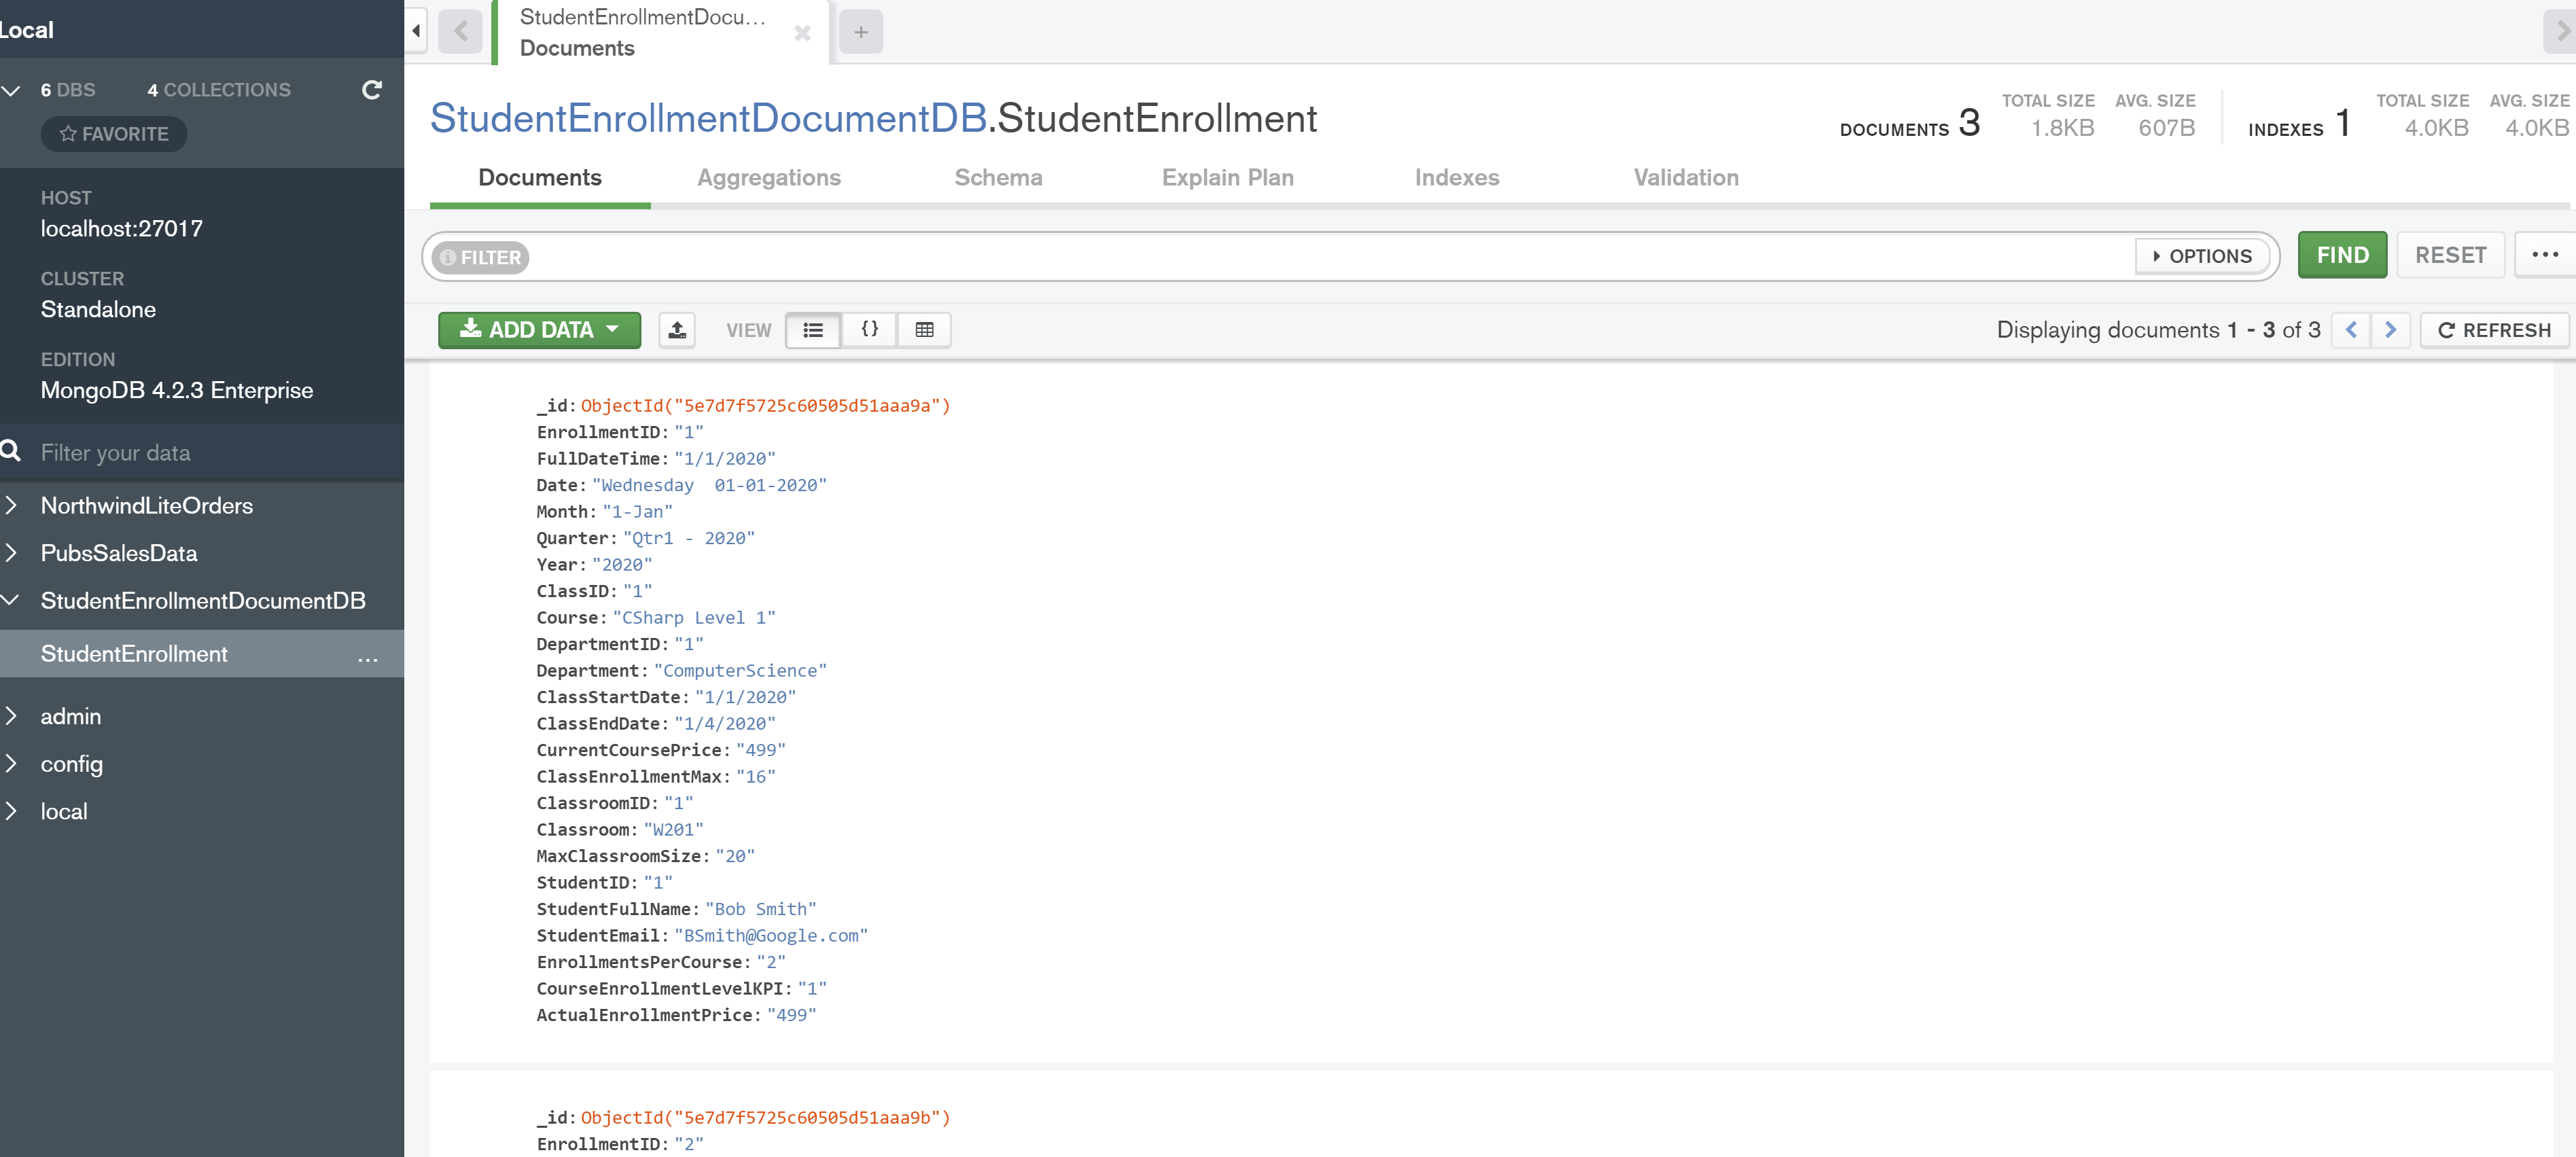 Local
6 DBS 4 COLLECTIONS
FAVORITE
HOST
localhost:27017
CLUSTER
Standalone
EDITION
MongoDB 4.2.3 Enterprise
Filter your data
NorthwindLiteOrders
PubsSalesData
StudentEnrollmentDocumentDB
StudentEnrollment ...
admin
config
local
StudentEnrollmentDocu...
Documents
StudentEnrollmentDocumentDB.StudentEnrollment
DOCUMENTS 3 TOTAL SIZE 1.8KB AVG. SIZE 607B INDEXES 1 TOTAL SIZE 4.0KB AVG. SIZE 4.0KB
Documents Aggregations Schema Explain Plan Indexes Validation
FILTER OPTIONS FIND RESET ...
ADD DATA VIEW {} Displaying documents 1 - 3 of 3 REFRESH
_id: ObjectId("5e7d7f5725c60505d51aaa9a")
EnrollmentID: "1"
FullDateTime: "1/1/2020"
Date: "Wednesday  01-01-2020"
Month: "1-Jan"
Quarter: "Qtr1 - 2020"
Year: "2020"
ClassID: "1"
Course: "CSharp Level 1"
DepartmentID: "1"
Department: "ComputerScience"
ClassStartDate: "1/1/2020"
ClassEndDate: "1/4/2020"
CurrentCoursePrice: "499"
ClassEnrollmentMax: "16"
ClassroomID: "1"
Classroom: "W201"
MaxClassroomSize: "20"
StudentID: "1"
StudentFullName: "Bob Smith"
StudentEmail: "BSmith@Google.com"
EnrollmentsPerCourse: "2"
CourseEnrollmentLevelKPI: "1"
ActualEnrollmentPrice: "499"
_id: ObjectId("5e7d7f5725c60505d51aaa9b")
EnrollmentID: "2"